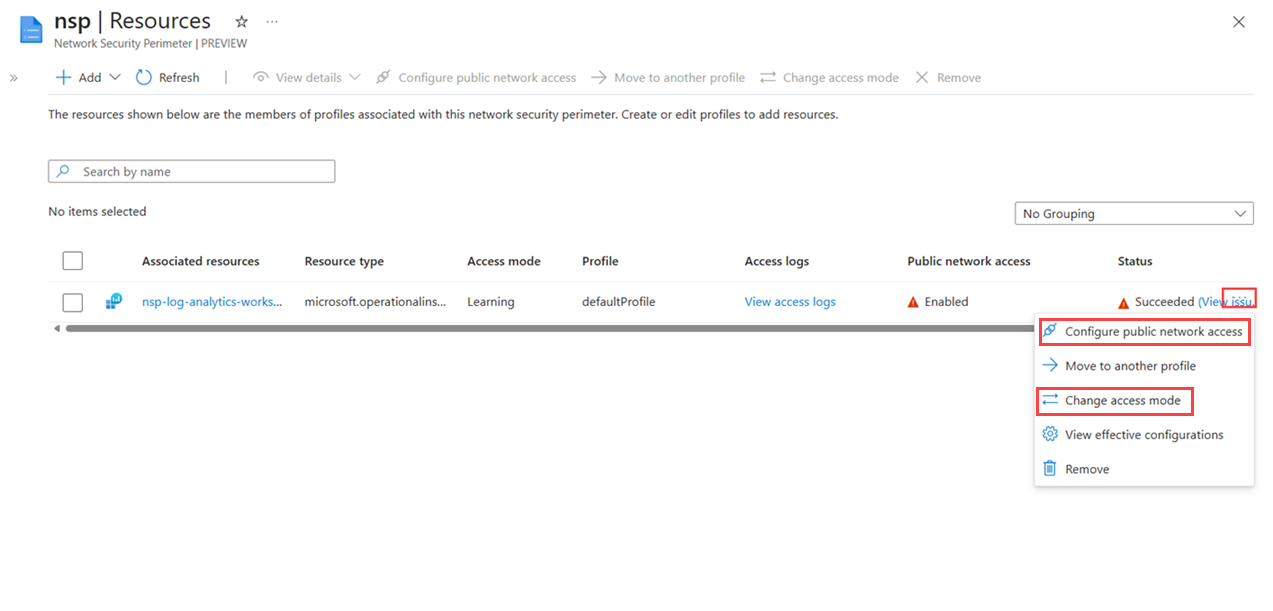 nsp | Resources ☆ ...
Network Security Perimeter | PREVIEW
Add Refresh | View details Configure public network access Move to another profile Change access mode Remove
The resources shown below are the members of profiles associated with this network security perimeter. Create or edit profiles to add resources.
Search by name
No items selected
No Grouping
Associated resources Resource type Access mode Profile Access logs Public network access Status
nsp-log-analytics-works... microsoft.operationalins... Learning defaultProfile View access logs Enabled Succeeded (View issu.
Configure public network access
Move to another profile
Change access mode
View effective configurations
Remove